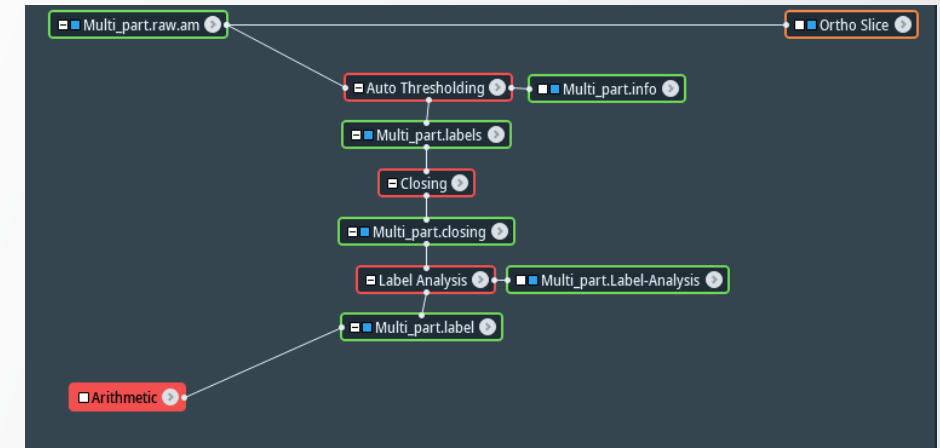 Multi_part.raw.am
Ortho Slice
Auto Thresholding
Multi_part.info
Multi_part.labels
Closing
Multi_part.closing
Label Analysis
Multi_part.Label-Analysis
Multi_part.label
Arithmetic